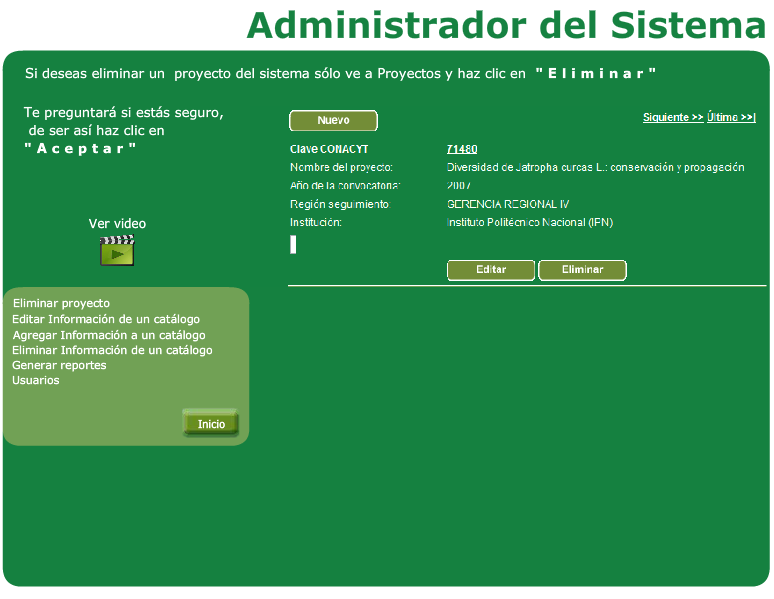 Administrador del Sistema
Si deseas eliminar un proyecto del sistema sólo ve a Proyectos y haz clic en "Eliminar"
Te preguntará si estás seguro,
de ser así haz clic en
"Aceptar"
Ver video
Eliminar proyecto
Editar Información de un catálogo
Agregar Información a un catálogo
Eliminar Información de un catálogo
Generar reportes
Usuarios
Inicio
Nuevo
Siguiente >> Última >>|
Clave CONACYT 71480
Nombre del proyecto: Diversidad de Jatropha curcas L.: conservación y propagación
Año de la convocatoria: 2007
Región seguimiento: GERENCIA REGIONAL IV
Institución: Instituto Politécnico Nacional (IPN)
Editar Eliminar